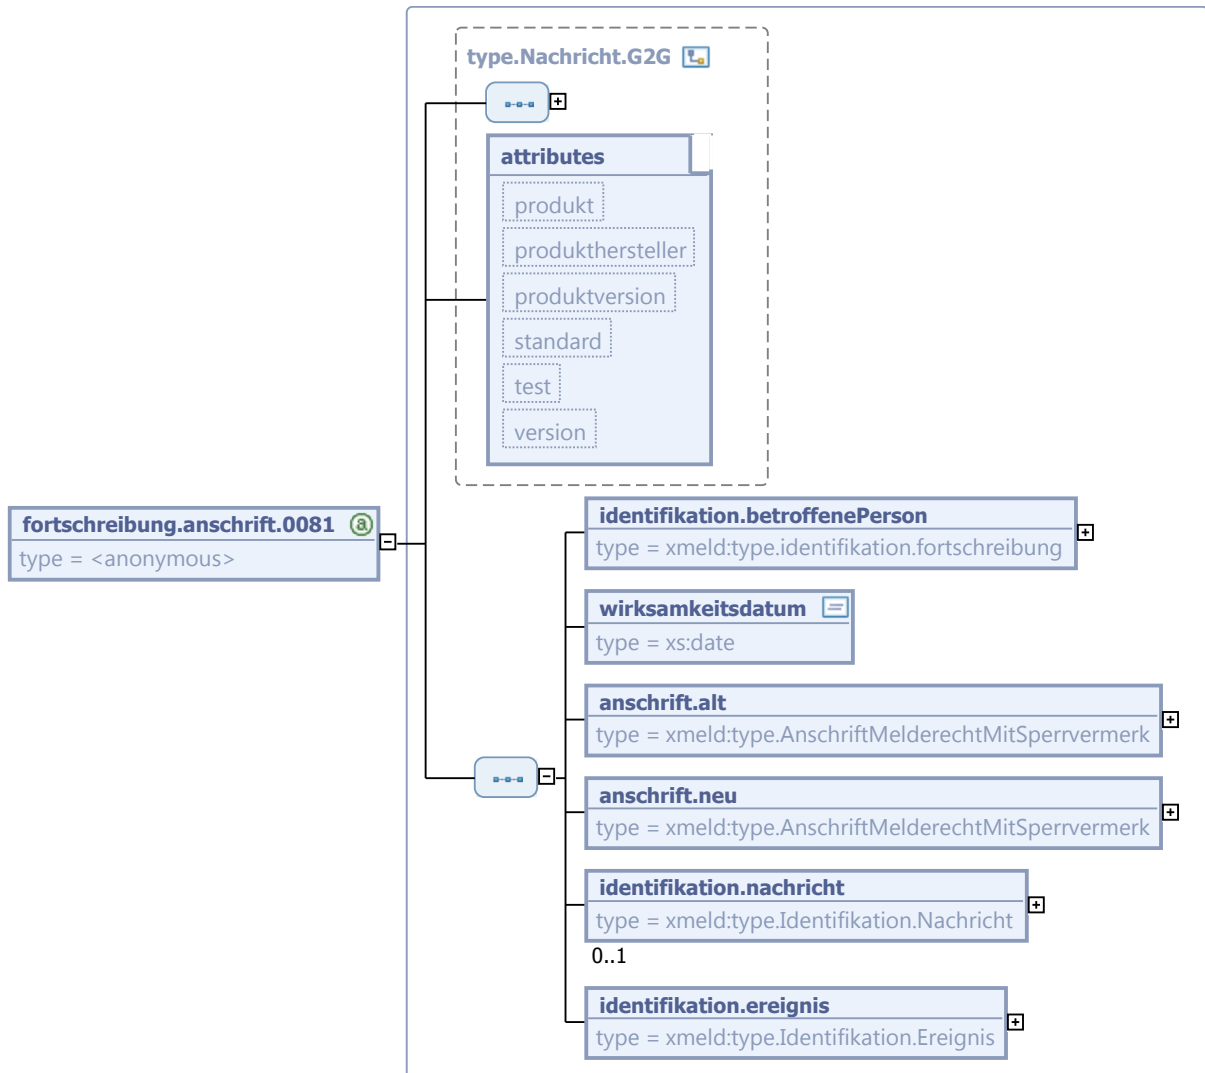 type.Nachricht.G2G
attributes
produkt
produkthersteller
produktversion
standard
test
version
fortschreibung.anschrift.0081
type = <anonymous>
identifikation.betroffenePerson
type = xmeld:type.identifikation.fortschreibung
wirksamkeitsdatum
type = xs:date
anschrift.alt
type = xmeld:type.AnschriftMelderechtMitSperrvermerk
anschrift.neu
type = xmeld:type.AnschriftMelderechtMitSperrvermerk
identifikation.nachricht
type = xmeld:type.Identifikation.Nachricht
0..1
identifikation.ereignis
type = xmeld:type.Identifikation.Ereignis